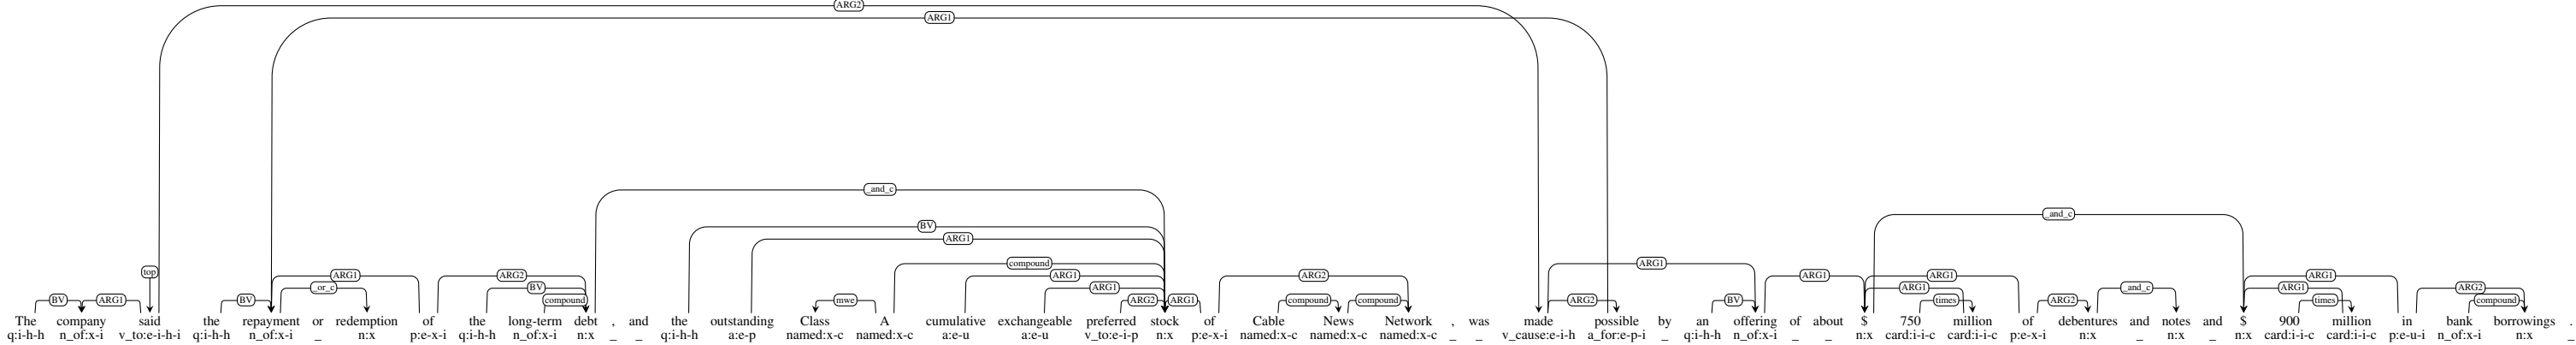 ARG2
ARG1
_and_c
_and_c
BV
ARG1
compound ARG1
top ARG1 ARG2 ARG1 ARG2 ARG1 ARG1 ARG1
_or_c BV ARG1 ARG1 _and_c ARG1 ARG2
BV ARG1 BV compound mwe ARG2 ARG1 compound compound ARG2 BV times ARG2 times compound
The company said the repayment or redemption of the long-term debt , and the outstanding Class A cumulative exchangeable preferred stock of Cable News Network , was made possible by an offering of about $ 750 million of debentures and notes and $ 900 million in bank borrowings .
q:i-h-h n_of:x-i v_to:e-i-h-i q:i-h-h n_of:x-i _ n:x p:e-x-i q:i-h-h n_of:x-i n:x _ _ q:i-h-h a:e-p named:x-c named:x-c a:e-u a:e-u v_to:e-i-p n:x p:e-x-i named:x-c named:x-c named:x-c _ _ v_cause:e-i-h a_for:e-p-i _ q:i-h-h n_of:x-i _ _ n:x card:i-i-c card:i-i-c p:e-x-i n:x _ n:x _ n:x card:i-i-c card:i-i-c p:e-u-i n_of:x-i n:x _